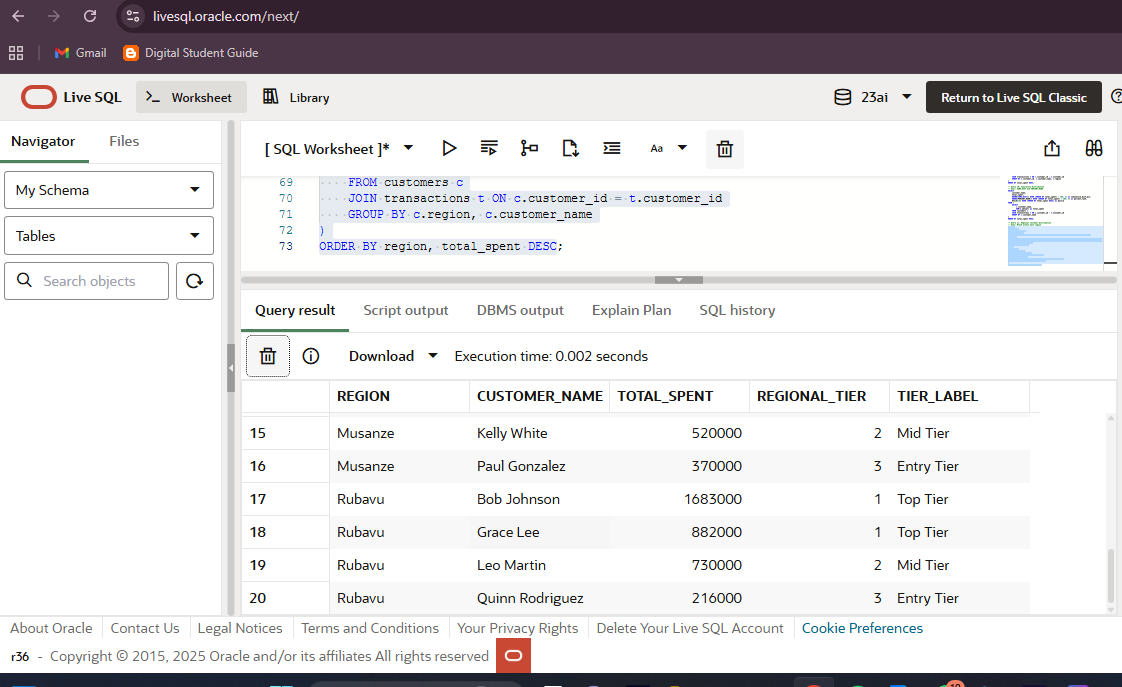 livesql.oracle.com/next/
Gmail
Digital Student Guide
Live SQL
Worksheet
Library
23ai
Return to Live SQL Classic
Navigator
Files
[ SQL Worksheet ]*
Aa
My Schema
Tables
Search objects
69 FROM customers c
70 JOIN transactions t ON c.customer_id = t.customer_id
71 GROUP BY c.region, c.customer_name
72 )
73 ORDER BY region, total_spent DESC;
Query result
Script output
DBMS output
Explain Plan
SQL history
Download
Execution time: 0.002 seconds
REGION CUSTOMER_NAME TOTAL_SPENT REGIONAL_TIER TIER_LABEL
15 Musanze Kelly White 520000 2 Mid Tier
16 Musanze Paul Gonzalez 370000 3 Entry Tier
17 Rubavu Bob Johnson 1683000 1 Top Tier
18 Rubavu Grace Lee 882000 1 Top Tier
19 Rubavu Leo Martin 730000 2 Mid Tier
20 Rubavu Quinn Rodriguez 216000 3 Entry Tier
About Oracle
Contact Us
Legal Notices
Terms and Conditions
Your Privacy Rights
Delete Your Live SQL Account
Cookie Preferences
r36 - Copyright © 2015, 2025 Oracle and/or its affiliates All rights reserved